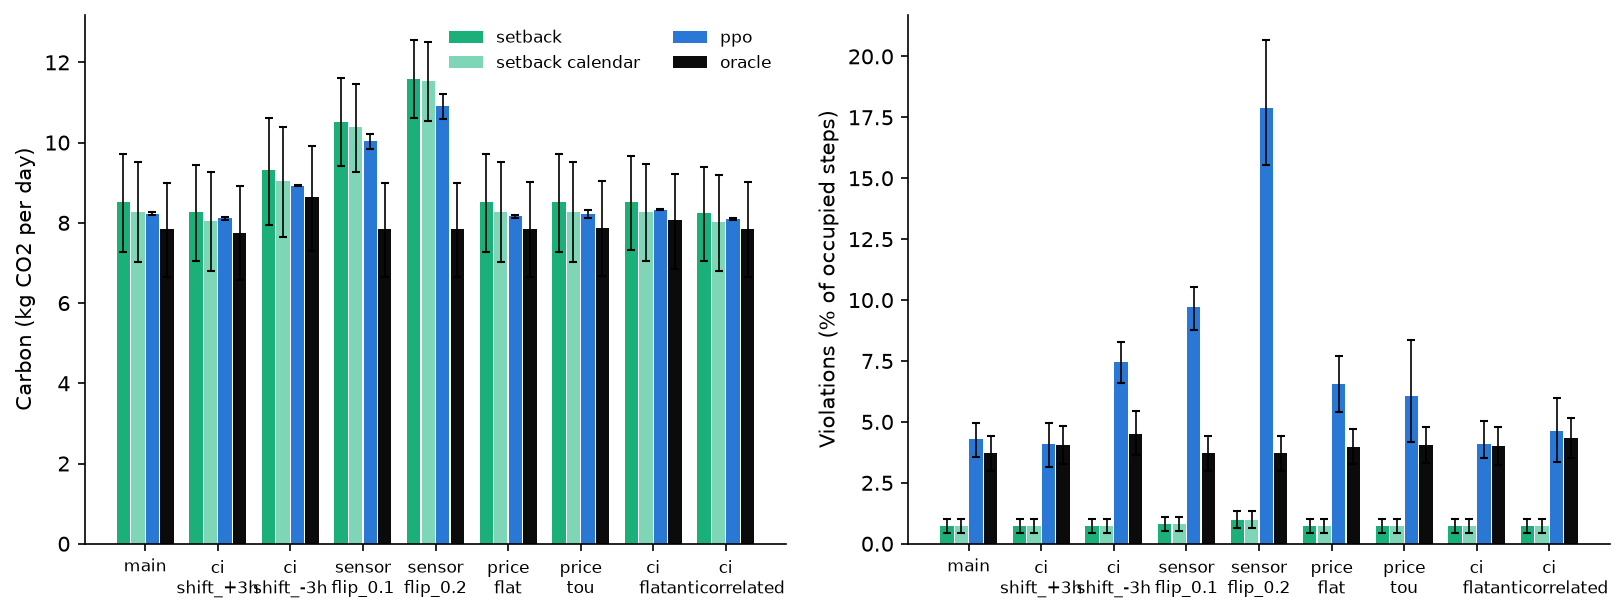 Carbon (kg CO2 per day)
12
10
8
6
4
2
0
setback
setback calendar
ppo
oracle
main
ci
shift_+3h
ci
shift_-3h
sensor
flip_0.1
sensor
flip_0.2
price
flat
price
tou
ci
flat
ci
anticorrelated
Violations (% of occupied steps)
20.0
17.5
15.0
12.5
10.0
7.5
5.0
2.5
0.0
main
ci
shift_+3h
ci
shift_-3h
sensor
flip_0.1
sensor
flip_0.2
price
flat
price
tou
ci
flat
ci
anticorrelated